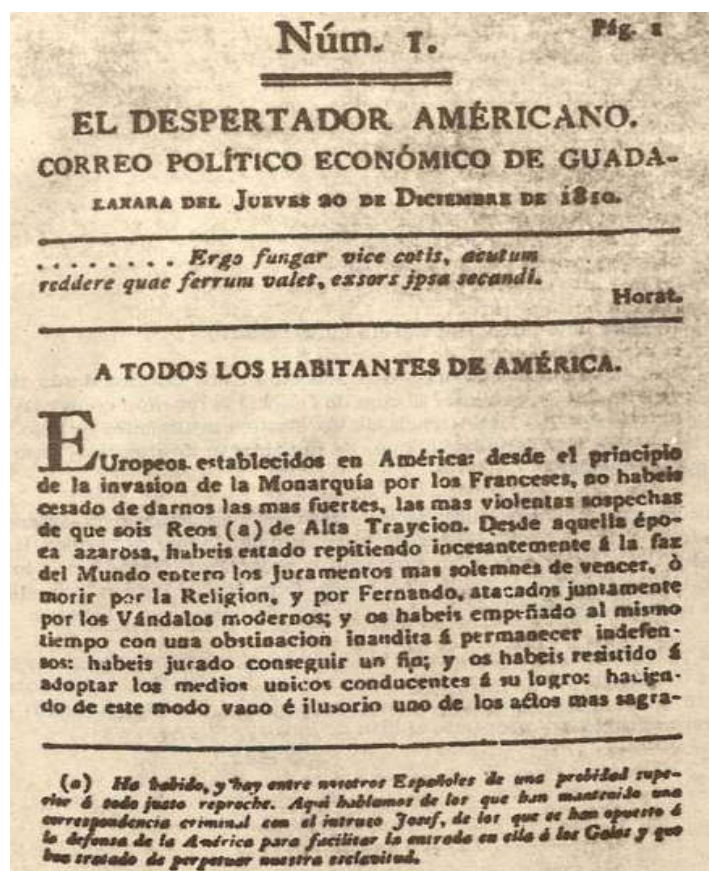 Núm. 1.
Pág. 1
EL DESPERTADOR AMÉRICANO.
CORREO POLÍTICO ECONÓMICO DE GUADA-
LAXARA DEL JUEVES 20 DE DICIEMBRE DE 1810.
. . . . . . . . Ergo fungar vice cotis, acutum
reddere quae ferrum valet, exsors jpsa secandi.
Horat.
A TODOS LOS HABITANTES DE AMÉRICA.
EUropeos establecidos en América: desde el principio
de la invasion de la Monarquía por los Franceses, no habeis
cesado de darnos las mas fuertes, las mas violentas sospechas
de que sois Reos (a) de Alta Traycion. Desde aquella épo-
ca azarosa, habeis estado repitiendo incesantemente á la faz
del Mundo entero los Juramentos mas solemnes de vencer, ò
morir por la Religion, y por Fernando, atacados juntamente
por los Vándalos modernos; y os habeis empeñado al mismo
tiempo con una obstinacion inaudita á permanecer indefen-
sos: habeis jurado conseguir un fin; y os habeis resistido á
adoptar los medios unicos conducentes á su logro: hacien-
do de este modo vano é ilusorio uno de los actos mas sagra-
(a) Ha habido, y hay entre nosotros Españoles de una probidad supe-
rior á todo justo reproche. Aquí hablamos de los que han mantenido una
correspondencia criminal con el intruso Josef, de los que se han opuesto á
la defensa de la América para facilitar la entrada en ella á los Galos y que
han tratado de perpetuar nuestra esclavitud.